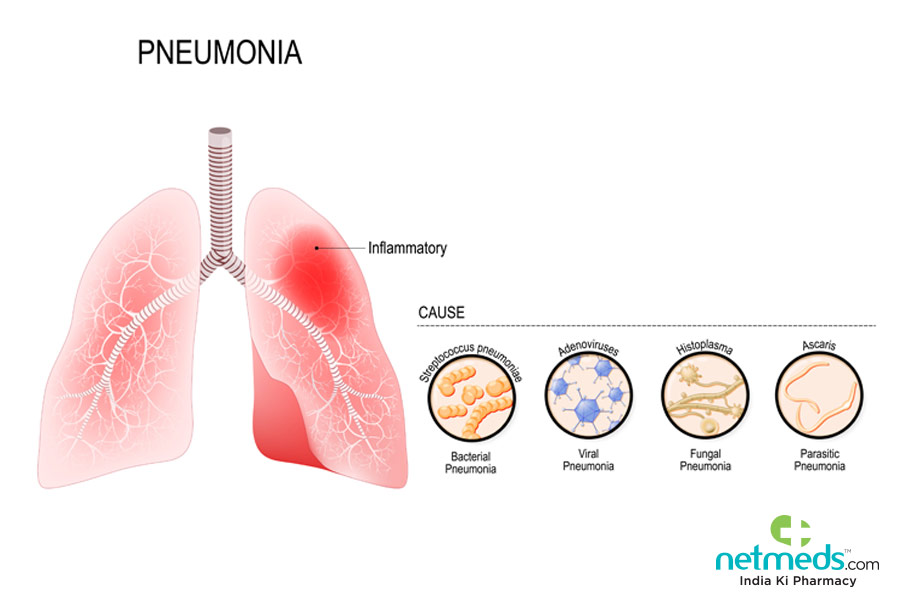 PNEUMONIA
Inflammatory
CAUSE
Streptococcus pneumoniae
Adenoviruses
Histoplasma
Ascaris
Bacterial
Pneumonia
Viral
Pneumonia
Fungal
Pneumonia
Parasitic
Pneumonia
netmeds.com™
India Ki Pharmacy